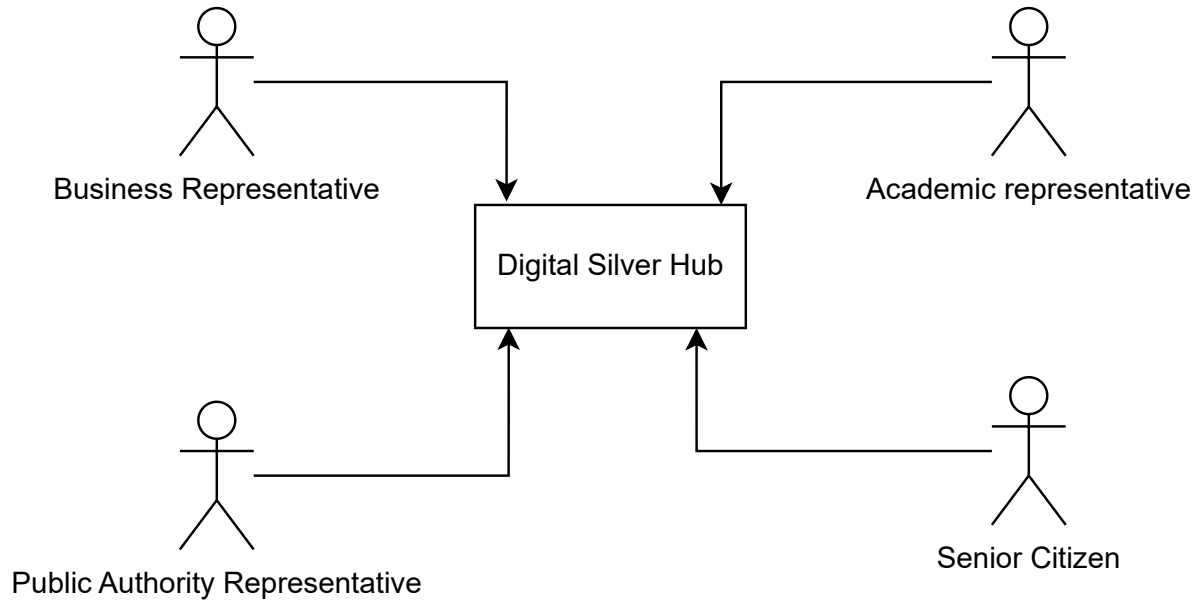 Business Representative
Academic representative
Digital Silver Hub
Public Authority Representative
Senior Citizen